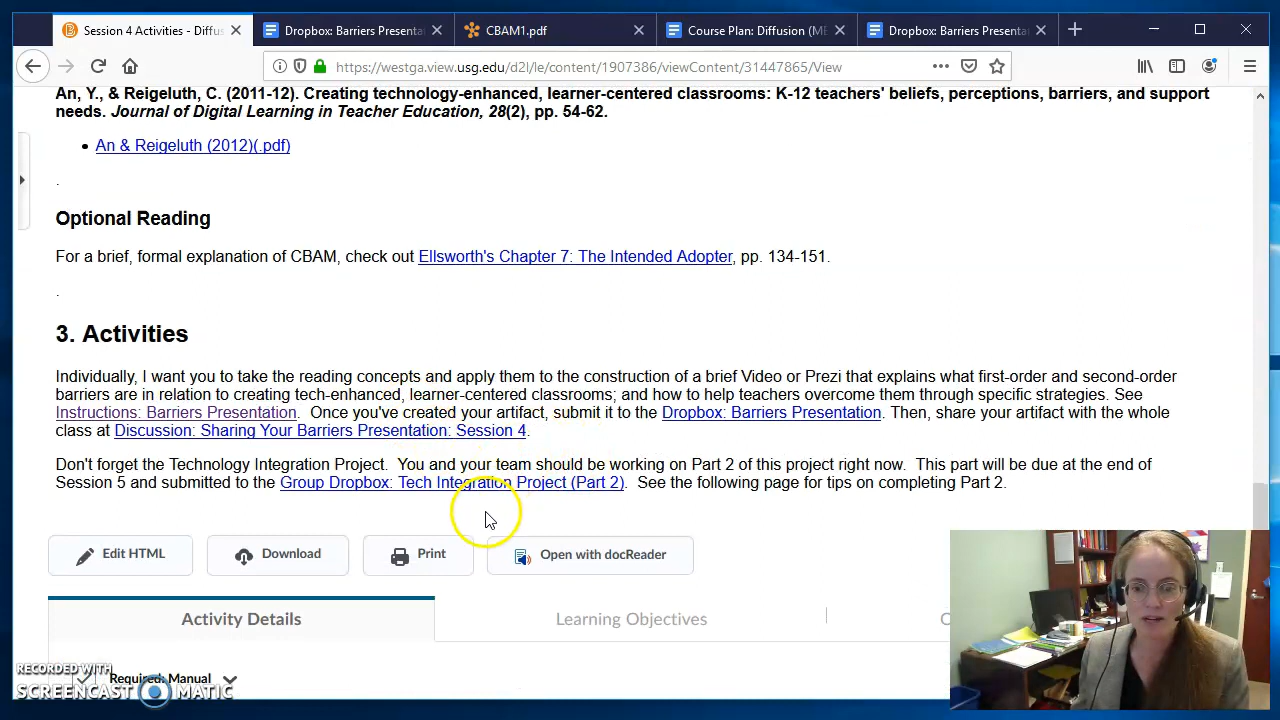 Session 4 Activities - Diffus
Dropbox: Barriers Presenta
CBAM1.pdf
Course Plan: Diffusion (ME
Dropbox: Barriers Presenta
https://westga.view.usg.edu/d2l/le/content/1907386/viewContent/31447865/View
An, Y., & Reigeluth, C. (2011-12). Creating technology-enhanced, learner-centered classrooms: K-12 teachers' beliefs, perceptions, barriers, and support
needs. Journal of Digital Learning in Teacher Education, 28(2), pp. 54-62.
• An & Reigeluth (2012)(.pdf)
.
Optional Reading
For a brief, formal explanation of CBAM, check out Ellsworth's Chapter 7: The Intended Adopter, pp. 134-151.
.
3. Activities
Individually, I want you to take the reading concepts and apply them to the construction of a brief Video or Prezi that explains what first-order and second-order
barriers are in relation to creating tech-enhanced, learner-centered classrooms; and how to help teachers overcome them through specific strategies. See
Instructions: Barriers Presentation. Once you've created your artifact, submit it to the Dropbox: Barriers Presentation. Then, share your artifact with the whole
class at Discussion: Sharing Your Barriers Presentation: Session 4.
Don't forget the Technology Integration Project. You and your team should be working on Part 2 of this project right now. This part will be due at the end of
Session 5 and submitted to the Group Dropbox: Tech Integration Project (Part 2). See the following page for tips on completing Part 2.
Edit HTML
Download
Print
Open with docReader
Activity Details
Learning Objectives
C
Required: Manual
RECORDED WITH
SCREENCAST MATIC